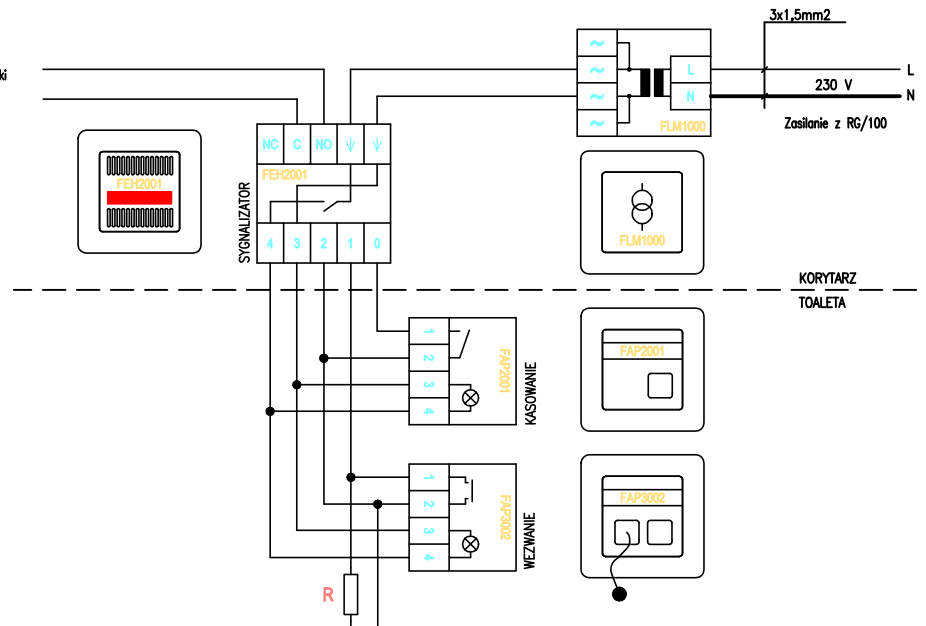 3x1,5mm2
ki
~
~
~
~
L
N
L
230 V
N
FLM1000
Zasilanie z RG/100
NC C NO
FEH2001
FEH2001
SYGNALIZATOR
4 3 2 1 0
FLM1000
KORYTARZ
TOALETA
1
2
3
4
FAP2001
KASOWANIE
FAP2001
1
2
3
4
FAP3002
WEZWANIE
FAP3002
R